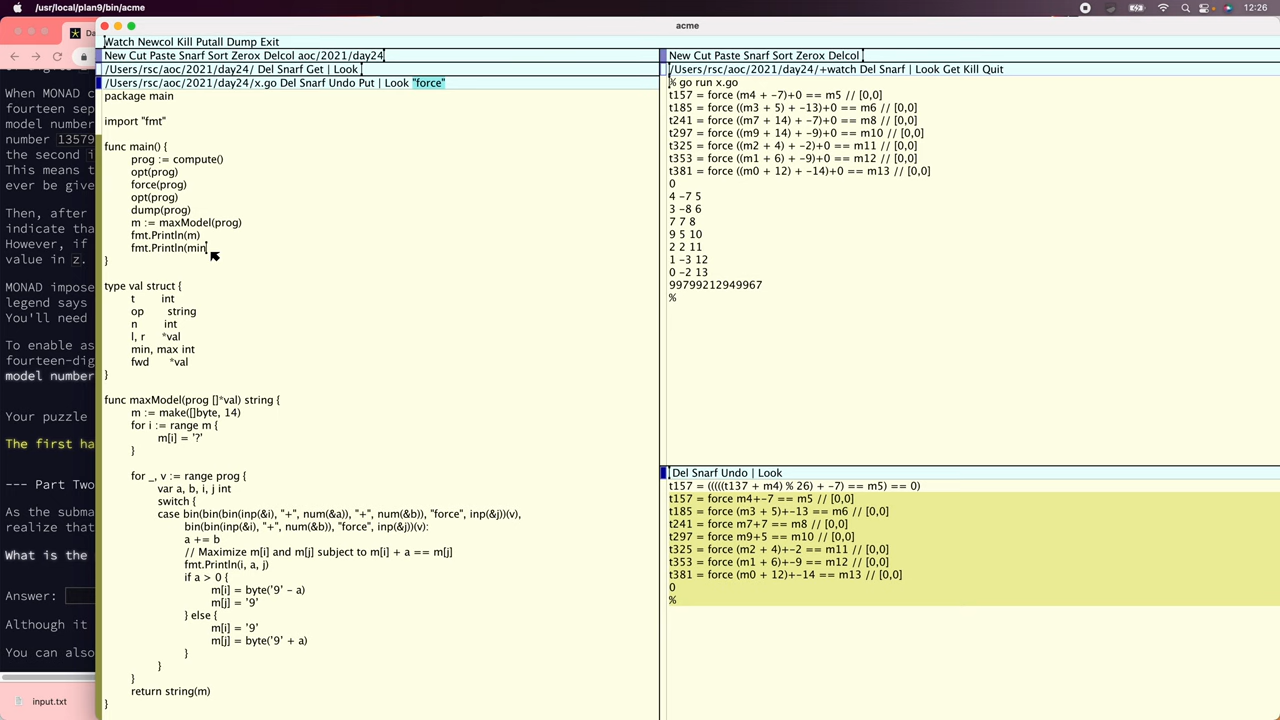 /usr/local/plan9/bin/acme
12:26
acme
Watch Newcol Kill Putall Dump Exit
New Cut Paste Snarf Sort Zerox Delcol aoc/2021/day24
/Users/rsc/aoc/2021/day24/ Del Snarf Get | Look
/Users/rsc/aoc/2021/day24/x.go Del Snarf Undo Put | Look "force"
package main
import "fmt"
func main() {
prog := compute()
opt(prog)
force(prog)
opt(prog)
dump(prog)
m := maxModel(prog)
fmt.Println(m)
fmt.Println(min
}
type val struct {
t int
op string
n int
l, r *val
min, max int
fwd *val
}
func maxModel(prog []*val) string {
m := make([]byte, 14)
for i := range m {
m[i] = '?'
}
for _, v := range prog {
var a, b, i, j int
switch {
case bin(bin(bin(inp(&i), "+", num(&a)), "+", num(&b)), "force", inp(&j))(v),
bin(bin(inp(&i), "+", num(&b)), "force", inp(&j))(v):
a += b
// Maximize m[i] and m[j] subject to m[i] + a == m[j]
fmt.Println(i, a, j)
if a > 0 {
m[i] = byte('9' - a)
m[j] = '9'
} else {
m[i] = '9'
m[j] = byte('9' + a)
}
}
}
return string(m)
}
New Cut Paste Snarf Sort Zerox Delcol
/Users/rsc/aoc/2021/day24/+watch Del Snarf | Look Get Kill Quit
% go run x.go
t157 = force (m4 + -7)+0 == m5 // [0,0]
t185 = force ((m3 + 5) + -13)+0 == m6 // [0,0]
t241 = force ((m7 + 14) + -7)+0 == m8 // [0,0]
t297 = force ((m9 + 14) + -9)+0 == m10 // [0,0]
t325 = force ((m2 + 4) + -2)+0 == m11 // [0,0]
t353 = force ((m1 + 6) + -9)+0 == m12 // [0,0]
t381 = force ((m0 + 12) + -14)+0 == m13 // [0,0]
0
4 -7 5
3 -8 6
7 7 8
9 5 10
2 2 11
1 -3 12
0 -2 13
99799212949967
%
Del Snarf Undo | Look
t157 = (((((t137 + m4) % 26) + -7) == m5) == 0)
t157 = force m4+-7 == m5 // [0,0]
t185 = force (m3 + 5)+-13 == m6 // [0,0]
t241 = force m7+7 == m8 // [0,0]
t297 = force m9+5 == m10 // [0,0]
t325 = force (m2 + 4)+-2 == m11 // [0,0]
t353 = force (m1 + 6)+-9 == m12 // [0,0]
t381 = force (m0 + 12)+-14 == m13 // [0,0]
0
%
When MONAD c
fourteen sep
model number
number 13579
the second i
This means t
ever be give
Then, after
indicate tha
However, if
value in z.
MONAD impose
legend says
You'll need
To enable as
fourteen-dig
model number
Your puzzle
The first ha
--- Part Two
As the subma
realize that
What is the
Answer:
Although it
You can also
input.txt